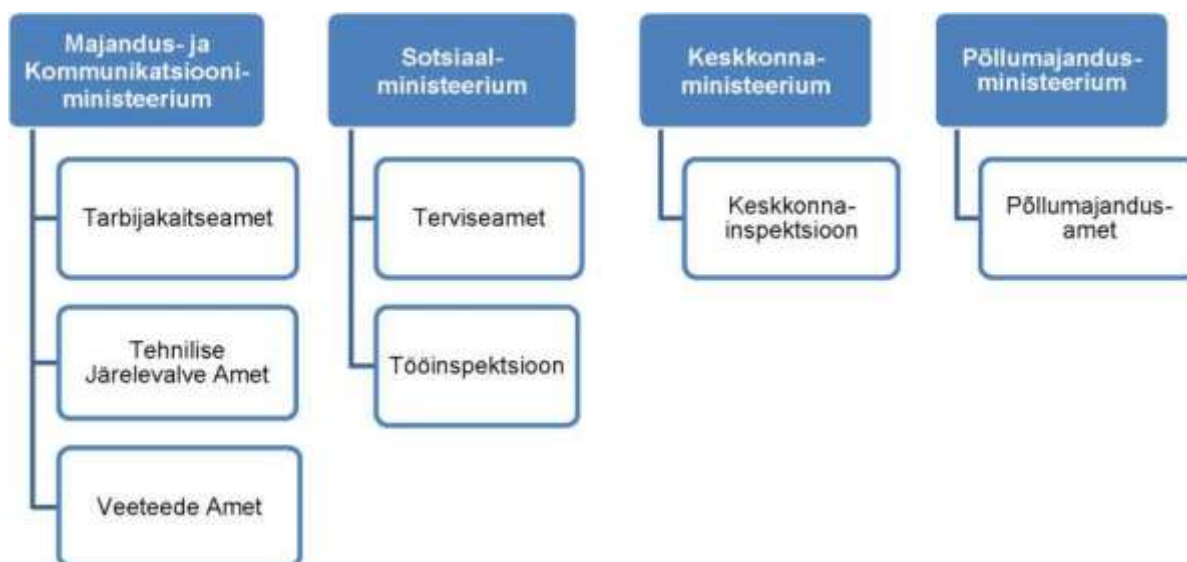 Majandus- ja
Kommunikatsiooni-
ministeerium
Tarbijakaitseamet
Tehnilise
Järelevalve Amet
Veeteede Amet
Sotsiaal-
ministeerium
Terviseamet
Tööinspektsioon
Keskkonna-
ministeerium
Keskkonna-
inspektsioon
Põllumajandus-
ministeerium
Põllumajandus-
amet